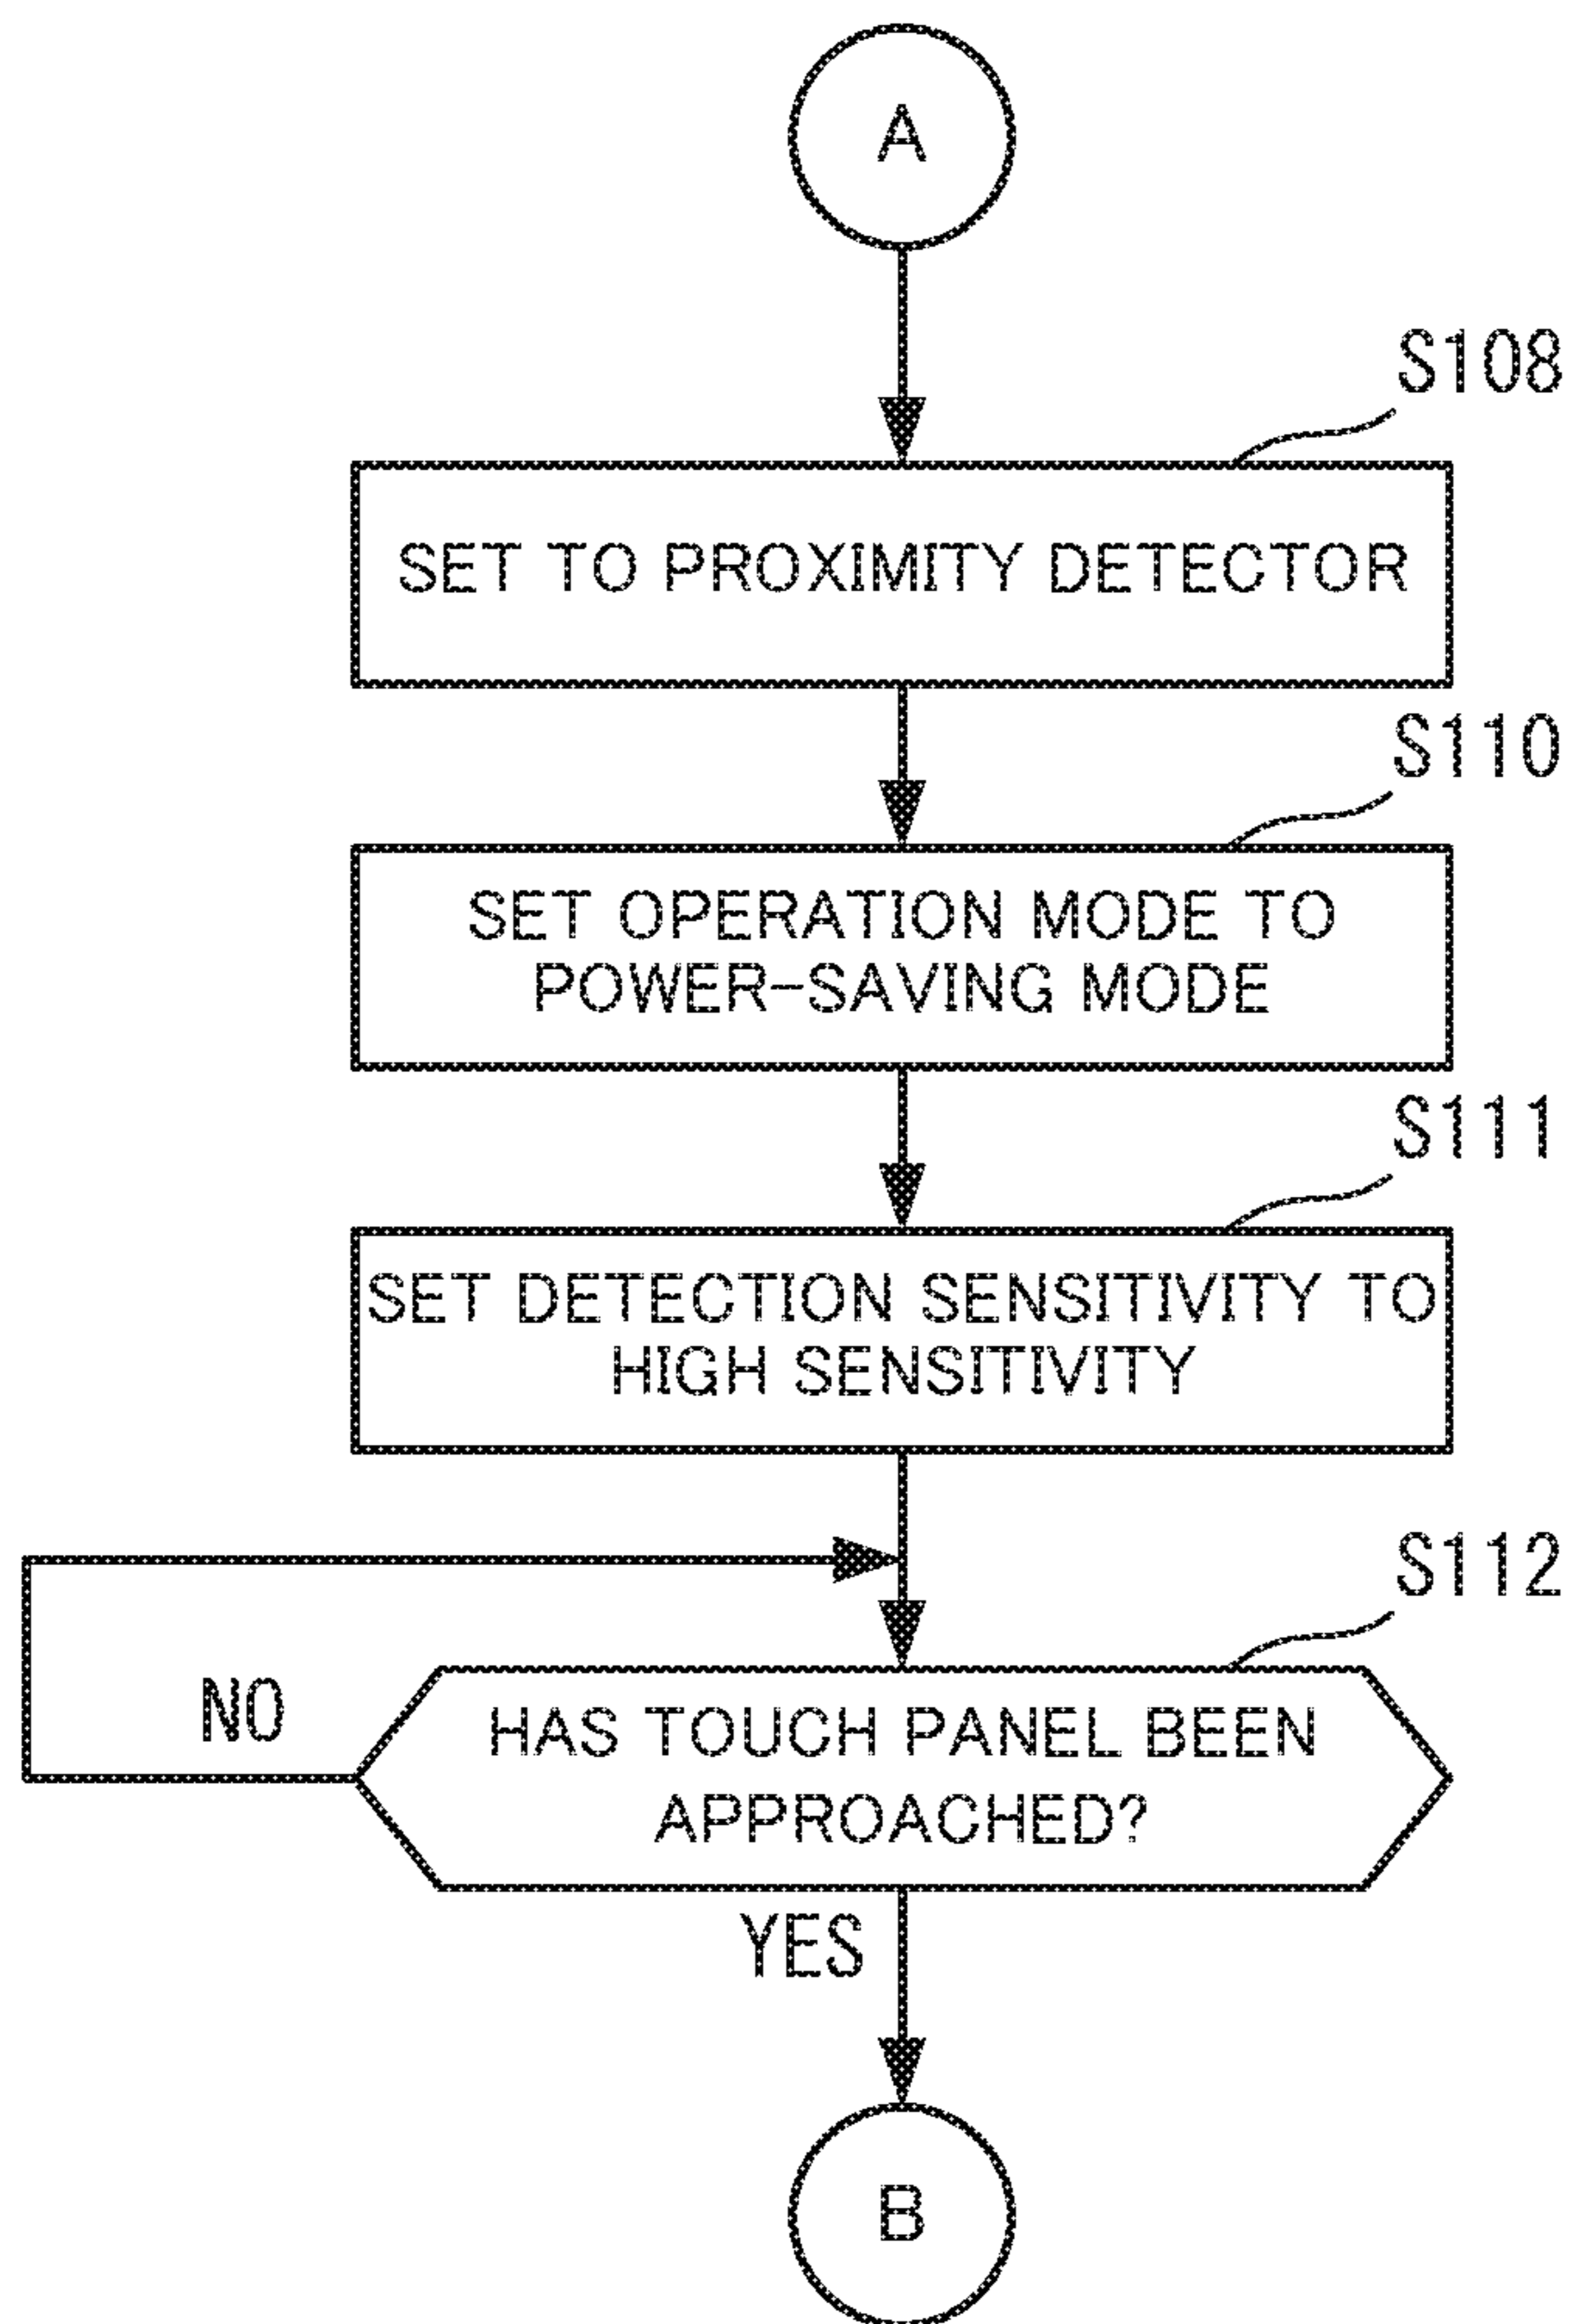 A
S108
SET TO PROXIMITY DETECTOR
S110
SET OPERATION MODE TO
POWER-SAVING MODE
S111
SET DETECTION SENSITIVITY TO
HIGH SENSITIVITY
S112
NO
HAS TOUCH PANEL BEEN
APPROACHED?
YES
B